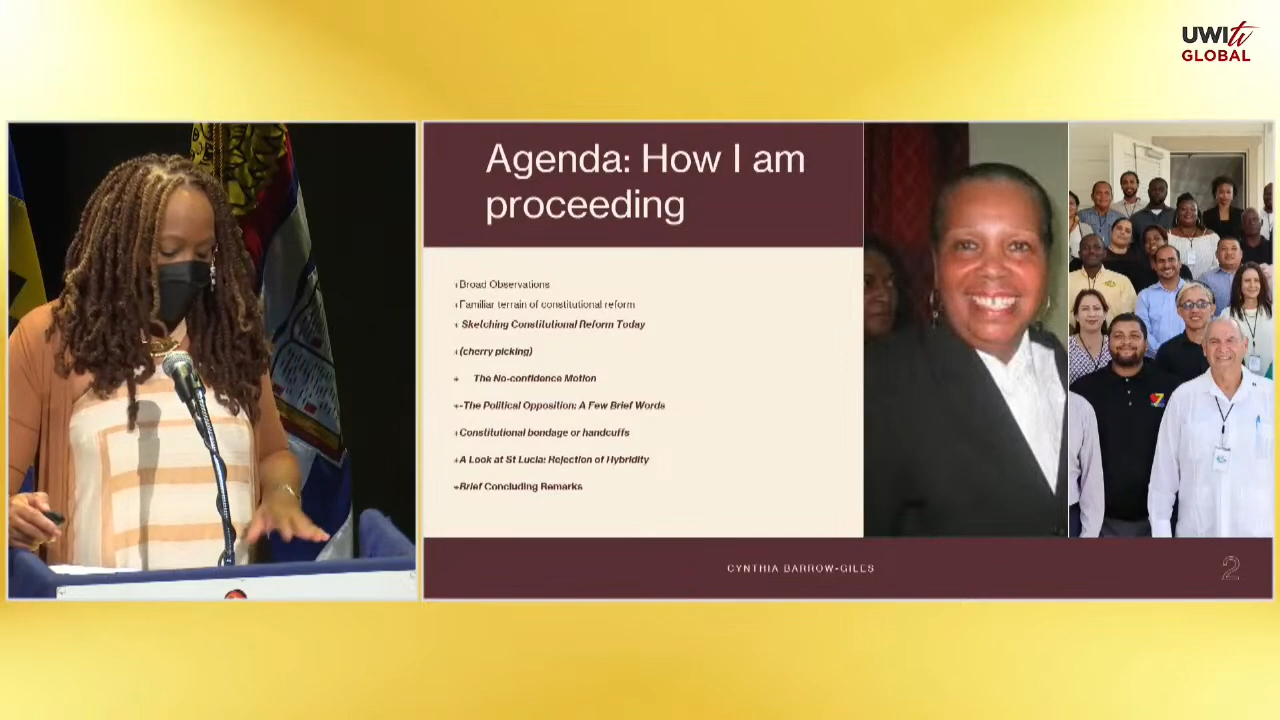 UWItv
GLOBAL
Agenda: How I am
proceeding
Broad Observations
Familiar terrain of constitutional reform
Sketching Constitutional Reform Today
(cherry picking)
The No-confidence Motion
-The Political Opposition: A Few Brief Words
Constitutional bondage or handcuffs
A Look at St Lucia: Rejection of Hybridity
Brief Concluding Remarks
CYNTHIA BARROW-GILES
2